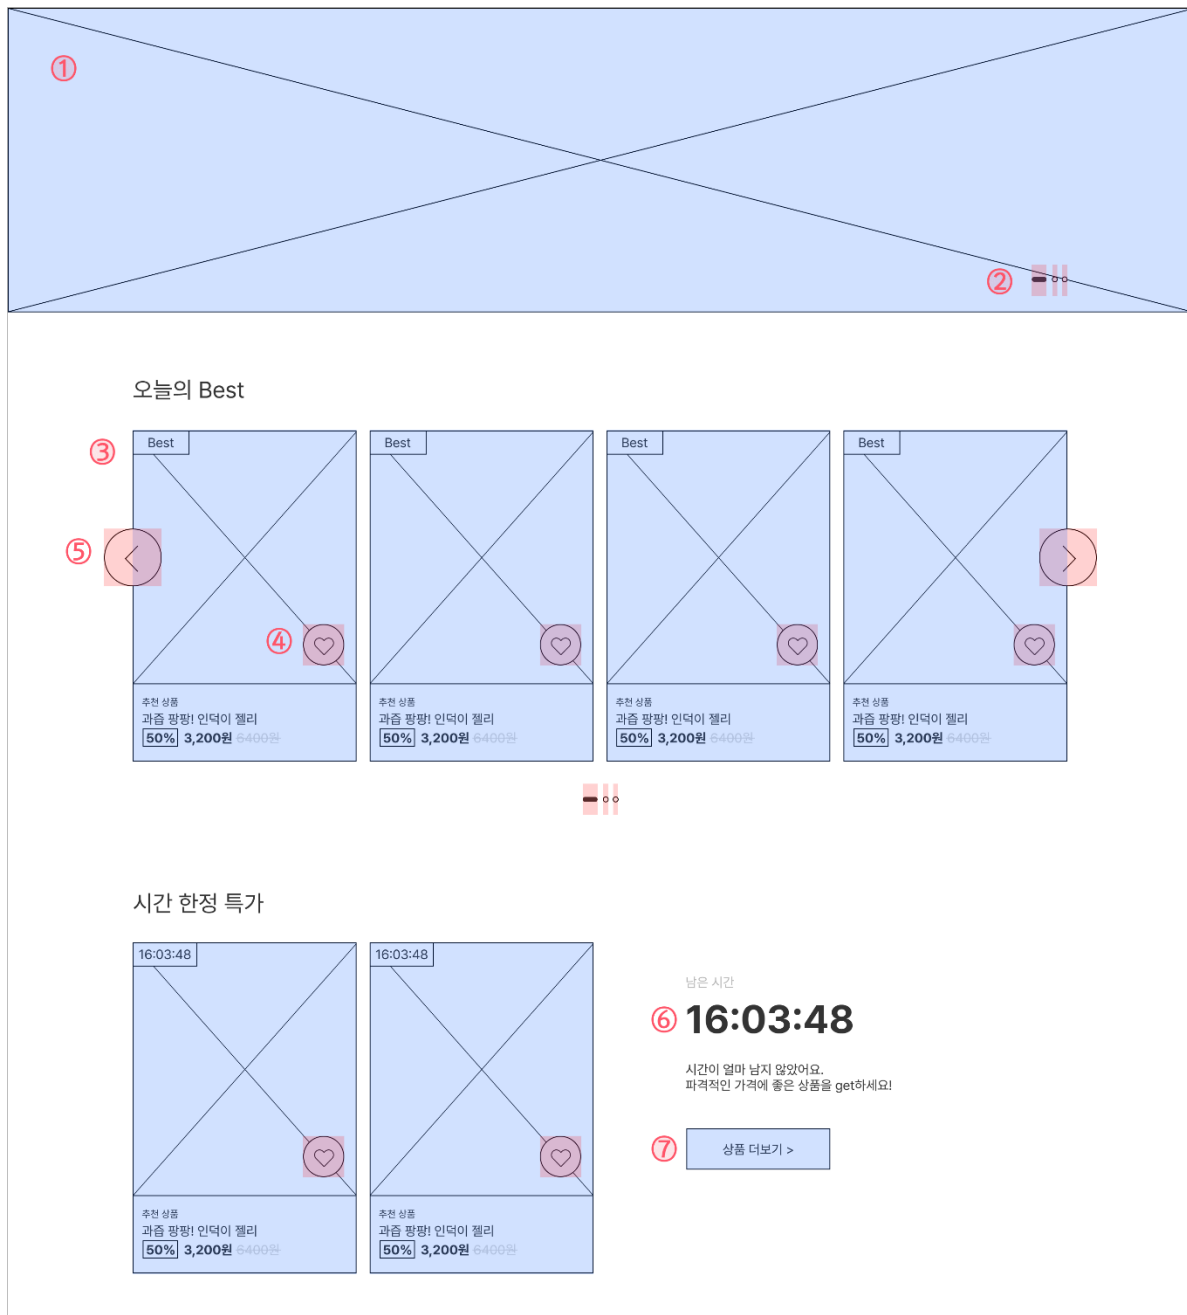 ①
②
오늘의 Best
③
Best
Best
Best
Best
⑤
④
추천 상품
과즙 팡팡! 인덕이 젤리
50% 3,200원 6400원
추천 상품
과즙 팡팡! 인덕이 젤리
50% 3,200원 6400원
추천 상품
과즙 팡팡! 인덕이 젤리
50% 3,200원 6400원
추천 상품
과즙 팡팡! 인덕이 젤리
50% 3,200원 6400원
시간 한정 특가
16:03:48
16:03:48
남은 시간
⑥ 16:03:48
시간이 얼마 남지 않았어요.
파격적인 가격에 좋은 상품을 get하세요!
⑦ 상품 더보기 >
추천 상품
과즙 팡팡! 인덕이 젤리
50% 3,200원 6400원
추천 상품
과즙 팡팡! 인덕이 젤리
50% 3,200원 6400원